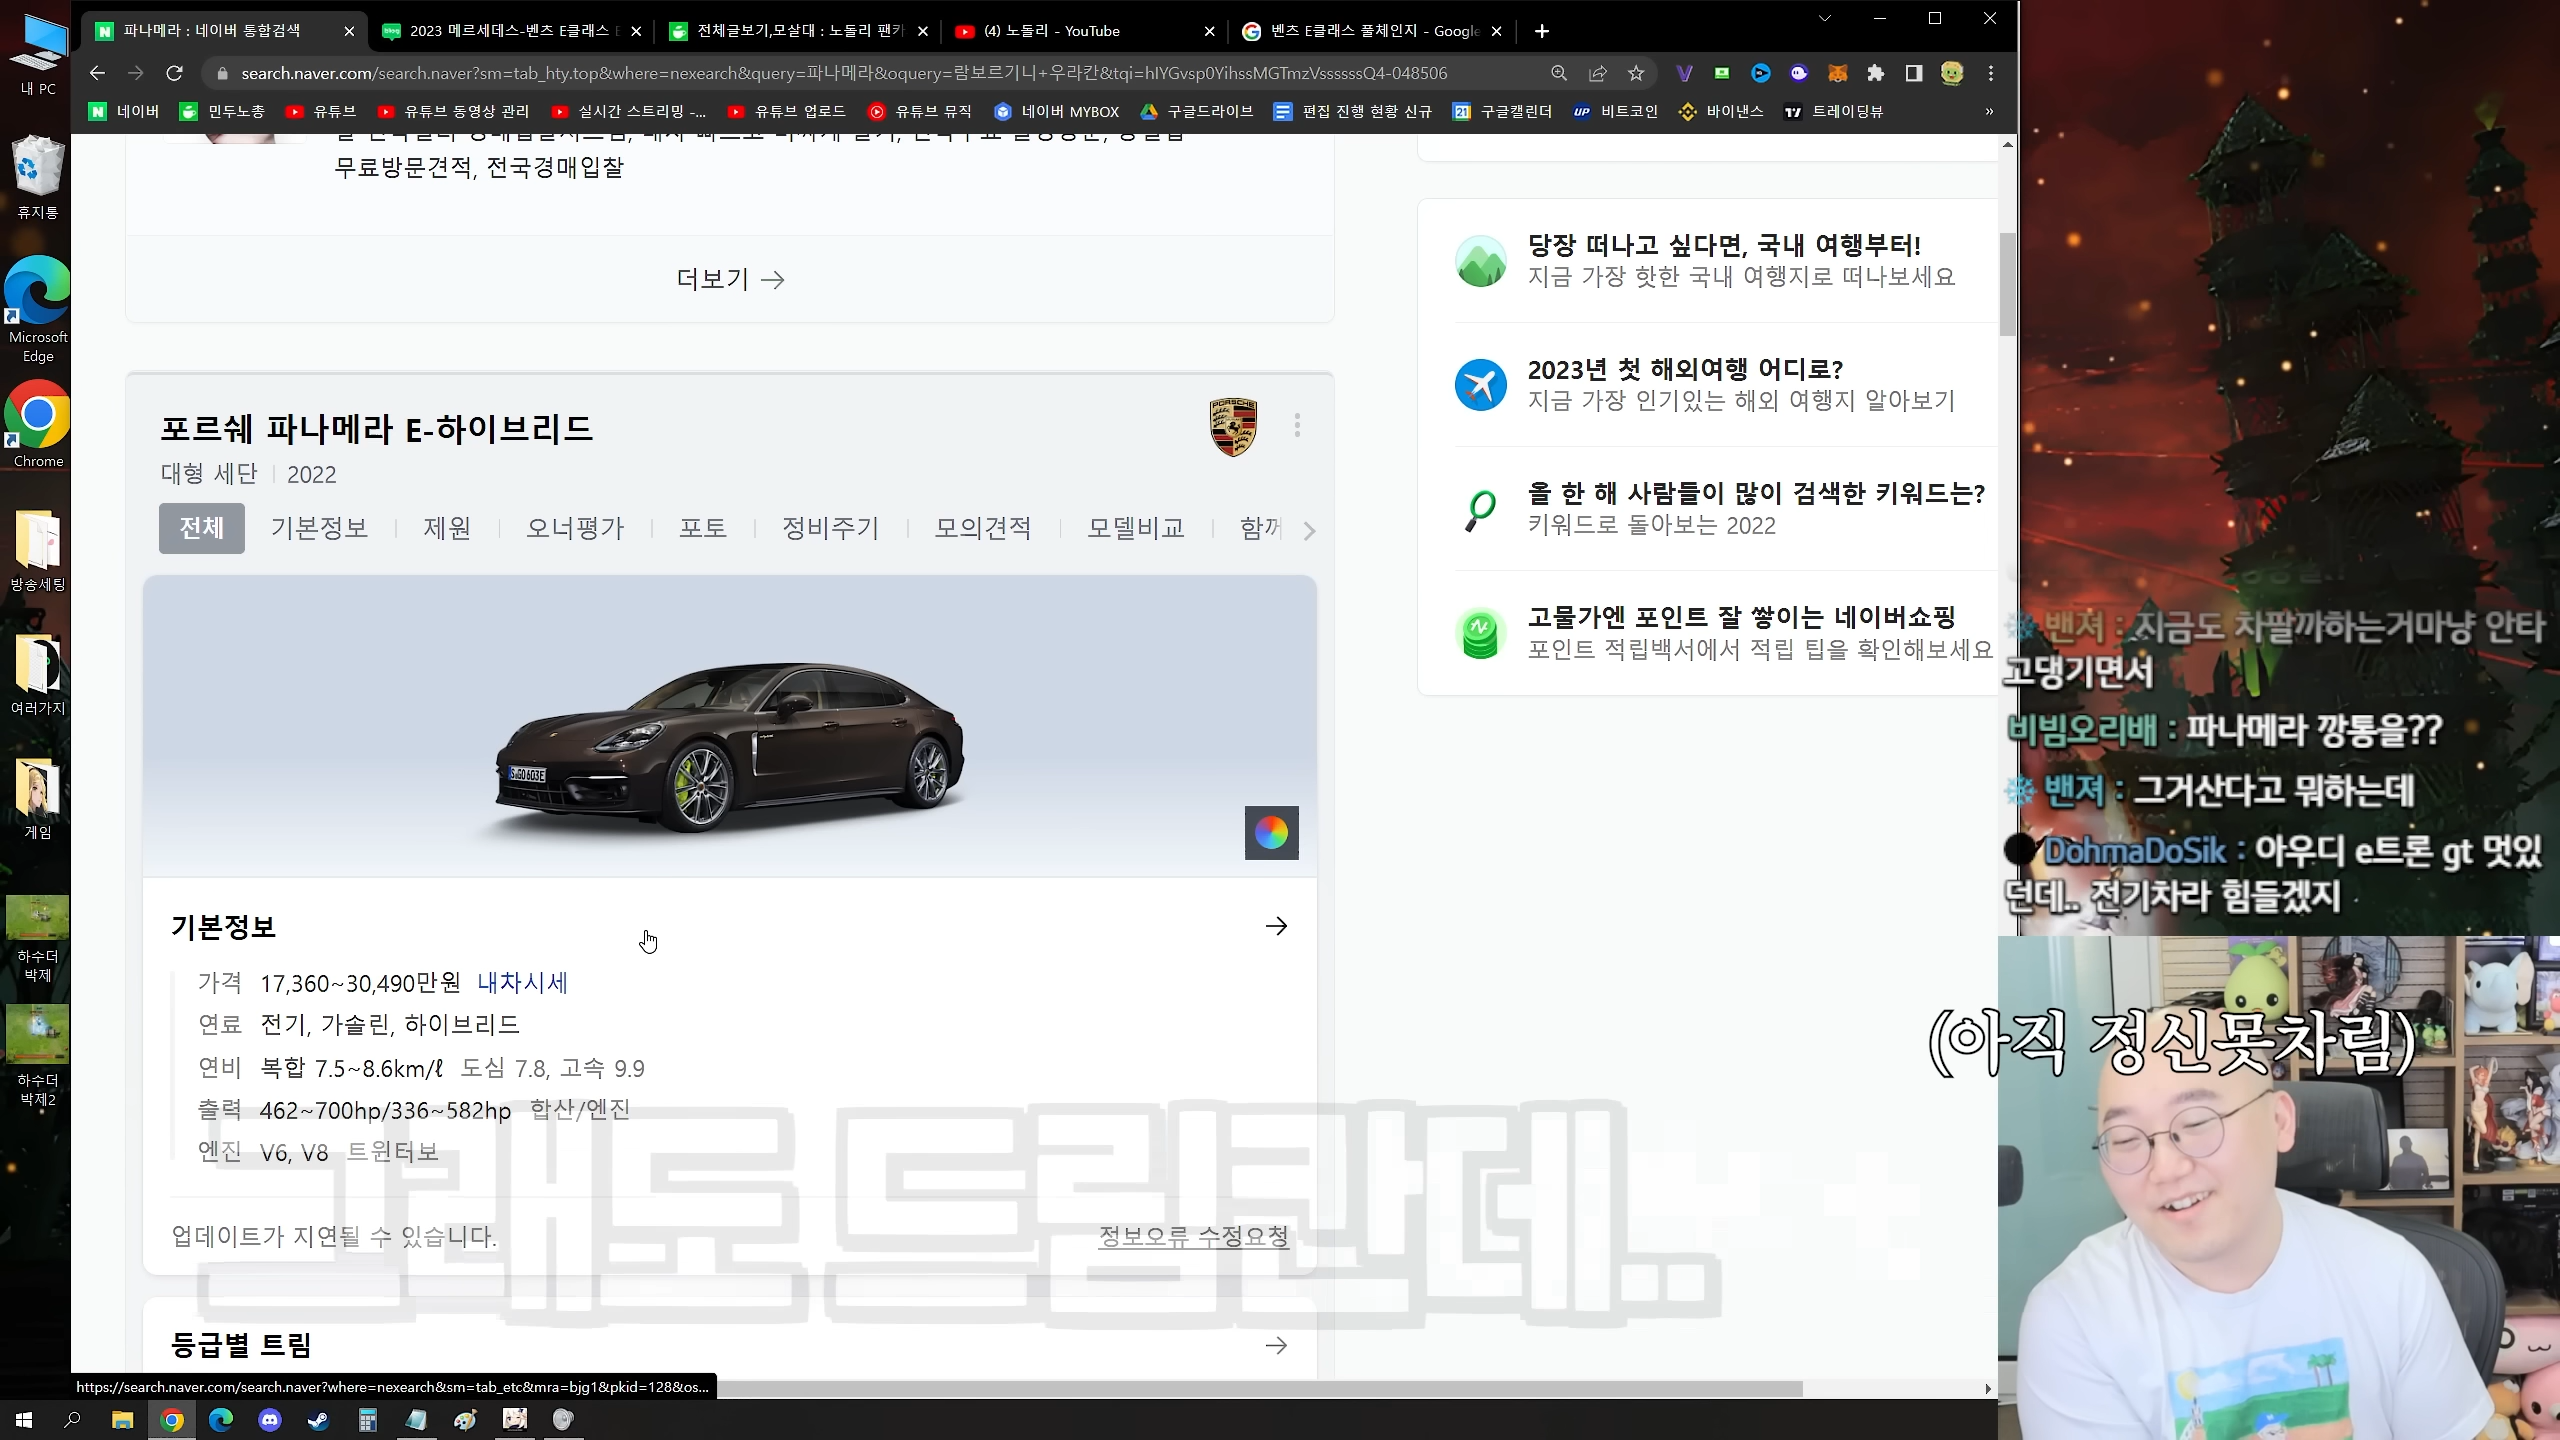 파나메라 : 네이버 통합검색
2023 메르세데스-벤츠 E클래스
전체글보기,모살대 : 노돌리 팬카
(4) 노돌리 - YouTube
벤츠 E클래스 풀체인지 - Google
search.naver.com/search.naver?sm=tab_hty.top&where=nexearch&query=파나메라&oquery=람보르기니+우라칸&tqi=hIYGvsp0YihssMGTmzVssssssQ4-048506
네이버
민두노총
유튜브
유튜브 동영상 관리
실시간 스트리밍 -...
유튜브 업로드
유튜브 뮤직
네이버 MYBOX
구글드라이브
편집 진행 현황 신규
구글캘린더
비트코인
바이낸스
트레이딩뷰
내 PC
휴지통
Microsoft
Edge
Chrome
방송세팅
여러가지
게임
하수더
박제
하수더
박제2
무료방문견적, 전국경매입찰
더보기
포르쉐 파나메라 E-하이브리드
PORSCHE
대형 세단 2022
전체 기본정보 제원 오너평가 포토 정비주기 모의견적 모델비교 함께
S·GO 603E
기본정보
가격 17,360~30,490만원 내차시세
연료 전기, 가솔린, 하이브리드
연비 복합 7.5~8.6km/ℓ 도심 7.8, 고속 9.9
출력 462~700hp/336~582hp 합산/엔진
엔진 V6, V8 트윈터보
업데이트가 지연될 수 있습니다. 정보오류 수정요청
그래도 드림칸데..
등급별 트림
https://search.naver.com/search.naver?where=nexearch&sm=tab_etc&mra=bjg1&pkid=128&os...
당장 떠나고 싶다면, 국내 여행부터!
지금 가장 핫한 국내 여행지로 떠나보세요
2023년 첫 해외여행 어디로?
지금 가장 인기있는 해외 여행지 알아보기
올 한 해 사람들이 많이 검색한 키워드는?
키워드로 돌아보는 2022
고물가엔 포인트 잘 쌓이는 네이버쇼핑
포인트 적립백서에서 적립 팁을 확인해보세요
밴져 : 지금도 차팔까하는거마냥 안타
고댕기면서
비빔오리배 : 파나메라 깡통을??
밴져 : 그거산다고 뭐하는데
DohmaDoSik : 아우디 e트론 gt 멋있
던데.. 전기차라 힘들겠지
(아직 정신못차림)